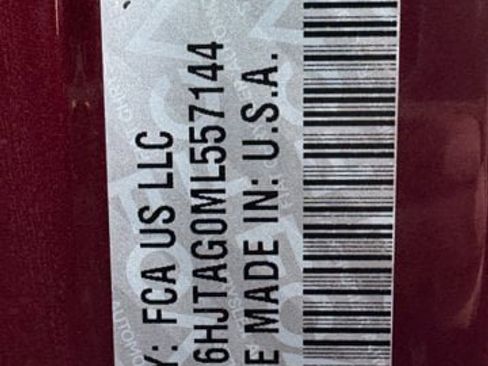 Y: FCA US LLC
6HJTAG0ML557144
E MADE IN: U.S.A.